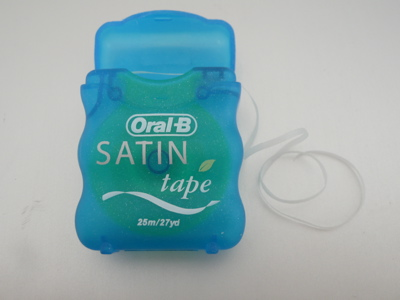 Oral-B
SATIN
tape
25m/27yd